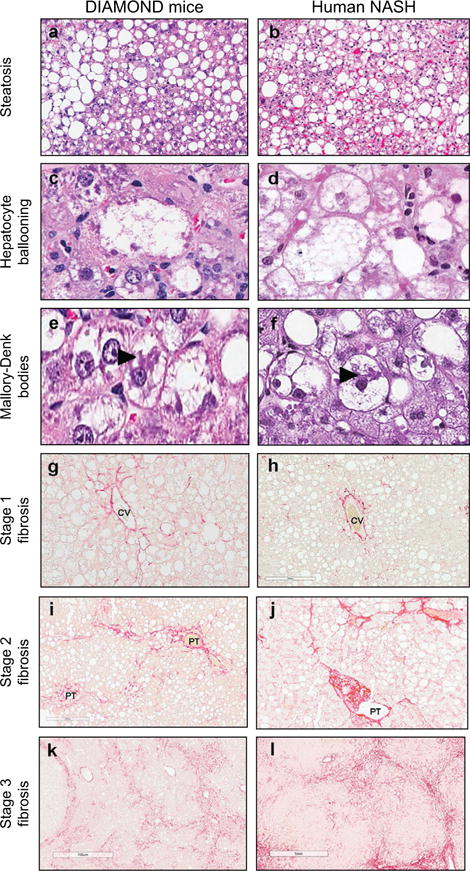 DIAMOND mice
Human NASH
Steatosis
a
b
Hepatocyte
ballooning
c
d
Mallory-Denk
bodies
e
f
Stage 1
fibrosis
g
CV
h
CV
Stage 2
fibrosis
i
PT
PT
j
PT
Stage 3
fibrosis
k
l